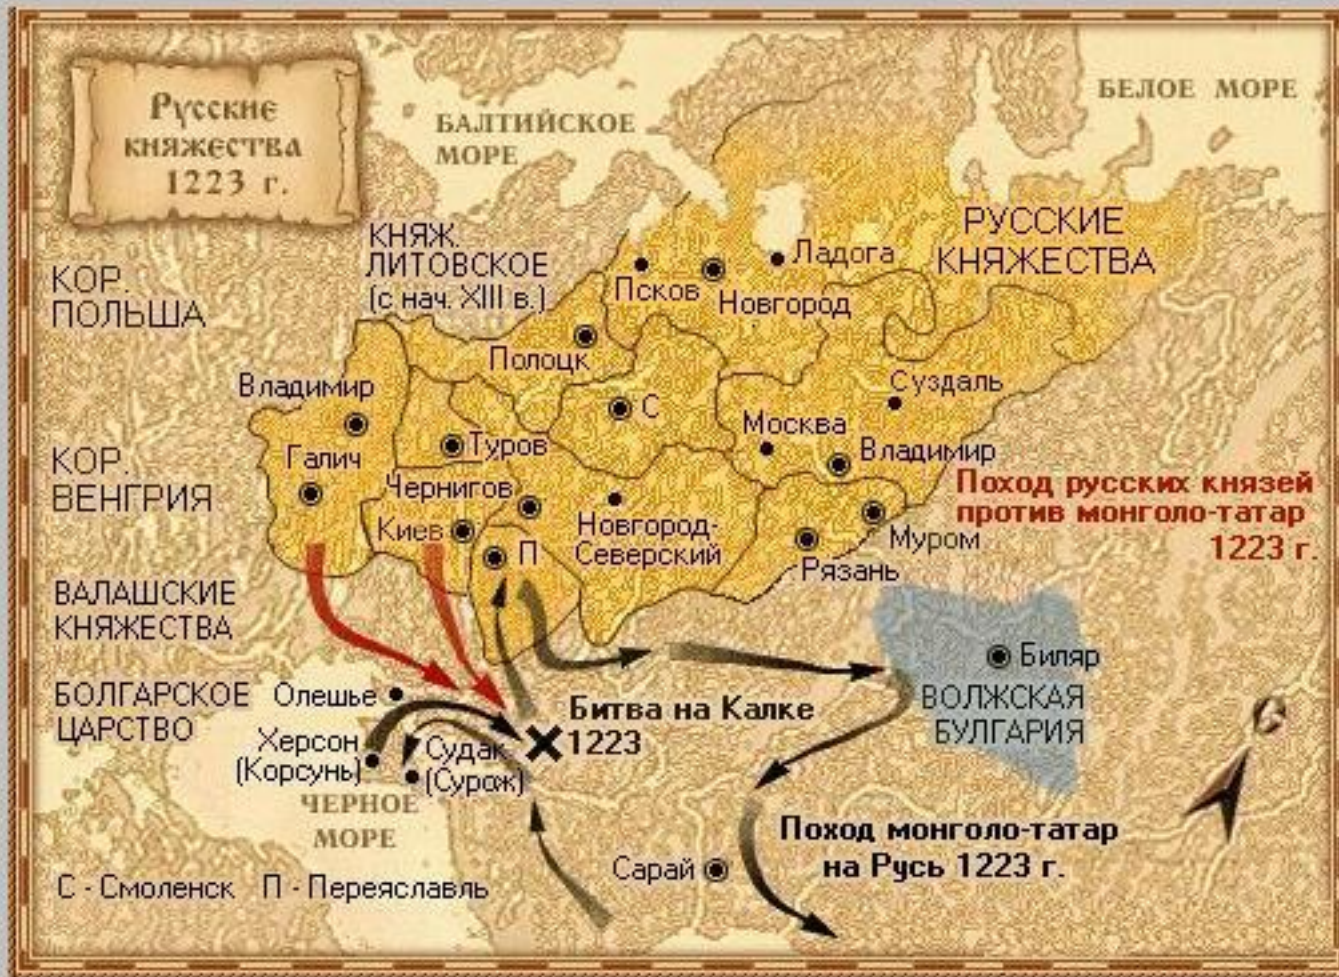 Русские
княжества
1223 г.
БАЛТИЙСКОЕ
МОРЕ
БЕЛОЕ МОРЕ
КНЯЖ.
ЛИТОВСКОЕ
(с нач. XIII в.)
РУССКИЕ
КНЯЖЕСТВА
КОР.
ПОЛЬША
Ладога
Псков
Новгород
Полоцк
Владимир
Суздаль
С
Москва
Туров
Владимир
Галич
КОР.
ВЕНГРИЯ
Чернигов
Поход русских князей
против монголо-татар
1223 г.
Киев
Новгород-
Северский
П
Муром
Рязань
ВАЛАШСКИЕ
КНЯЖЕСТВА
Биляр
БОЛГАРСКОЕ
ЦАРСТВО
Олешье
Битва на Калке
1223
ВОЛЖСКАЯ
БУЛГАРИЯ
С
Херсон
(Корсунь)
Судак
(Сурож)
ЧЕРНОЕ
МОРЕ
Поход монголо-татар
на Русь 1223 г.
Сарай
С - Смоленск П - Переяславль